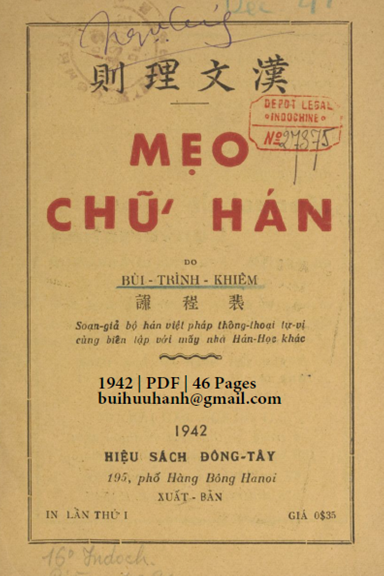 則理文漢
DEPOT LEGAL
INDOCHINE
Nº27875
MẸO
CHỮ HÁN
DO
BÙI - TRÌNH - KHIÊM
謙程裴
Soạn-giả bộ hán việt pháp thông-thoại tự-vị
cùng biên tập với mấy nhà Hán-Học khác
1942 | PDF | 46 Pages
buihuuhanh@gmail.com
1942
HIỆU SÁCH ĐÔNG-TÂY
195, phố Hàng Bông Hanoi
XUẤT - BẢN
IN LẦN THỨ I
GIÁ 0$35
16º Indoch.